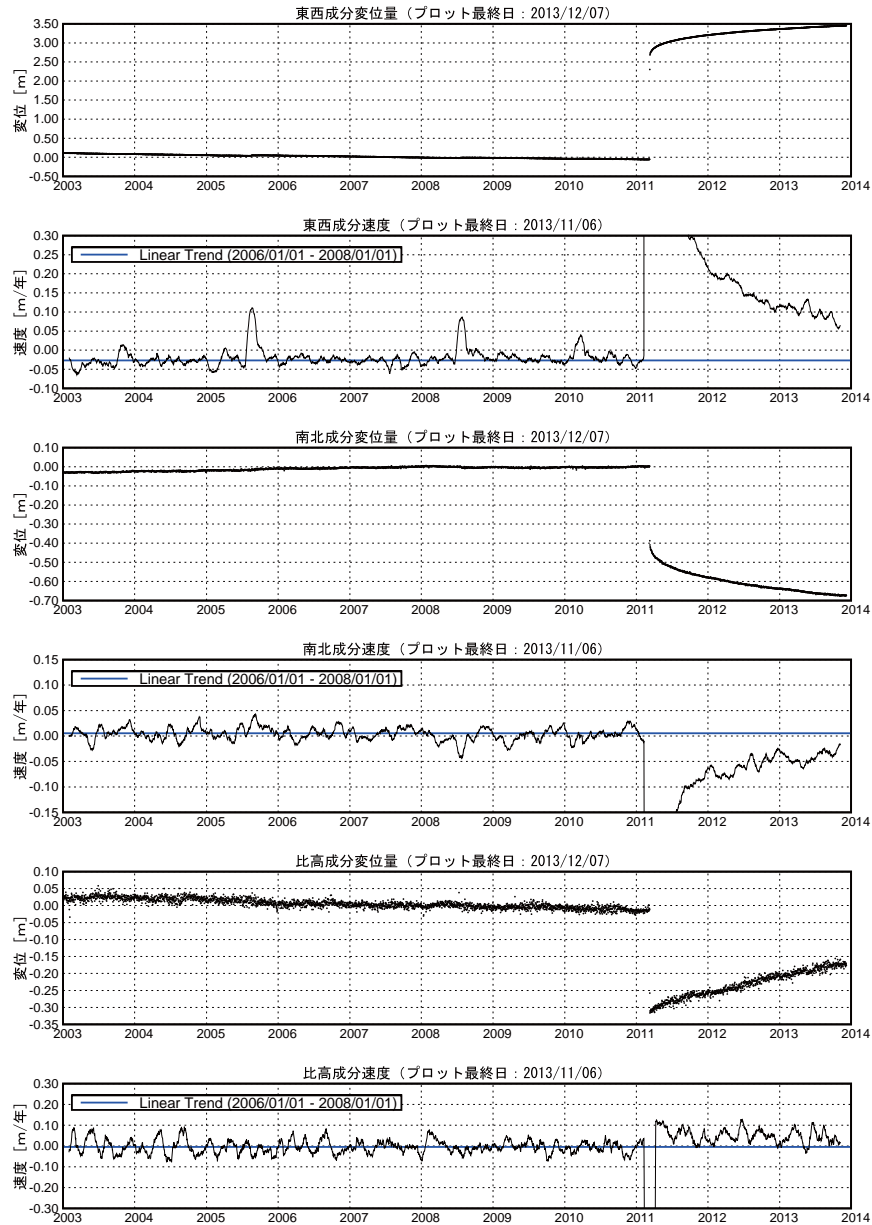 東西成分変位量（プロット最終日：2013/12/07）
変位 [m]
3.50
3.00
2.50
2.00
1.50
1.00
0.50
0.00
-0.50
2003 2004 2005 2006 2007 2008 2009 2010 2011 2012 2013 2014
東西成分速度（プロット最終日：2013/11/06）
速度 [m/年]
Linear Trend (2006/01/01 - 2008/01/01)
0.30
0.25
0.20
0.15
0.10
0.05
0.00
-0.05
-0.10
2003 2004 2005 2006 2007 2008 2009 2010 2011 2012 2013 2014
南北成分変位量（プロット最終日：2013/12/07）
変位 [m]
0.10
0.00
-0.10
-0.20
-0.30
-0.40
-0.50
-0.60
-0.70
2003 2004 2005 2006 2007 2008 2009 2010 2011 2012 2013 2014
南北成分速度（プロット最終日：2013/11/06）
速度 [m/年]
Linear Trend (2006/01/01 - 2008/01/01)
0.15
0.10
0.05
0.00
-0.05
-0.10
-0.15
2003 2004 2005 2006 2007 2008 2009 2010 2011 2012 2013 2014
比高成分変位量（プロット最終日：2013/12/07）
変位 [m]
0.10
0.05
0.00
-0.05
-0.10
-0.15
-0.20
-0.25
-0.30
-0.35
2003 2004 2005 2006 2007 2008 2009 2010 2011 2012 2013 2014
比高成分速度（プロット最終日：2013/11/06）
速度 [m/年]
Linear Trend (2006/01/01 - 2008/01/01)
0.30
0.20
0.10
0.00
-0.10
-0.20
-0.30
2003 2004 2005 2006 2007 2008 2009 2010 2011 2012 2013 2014